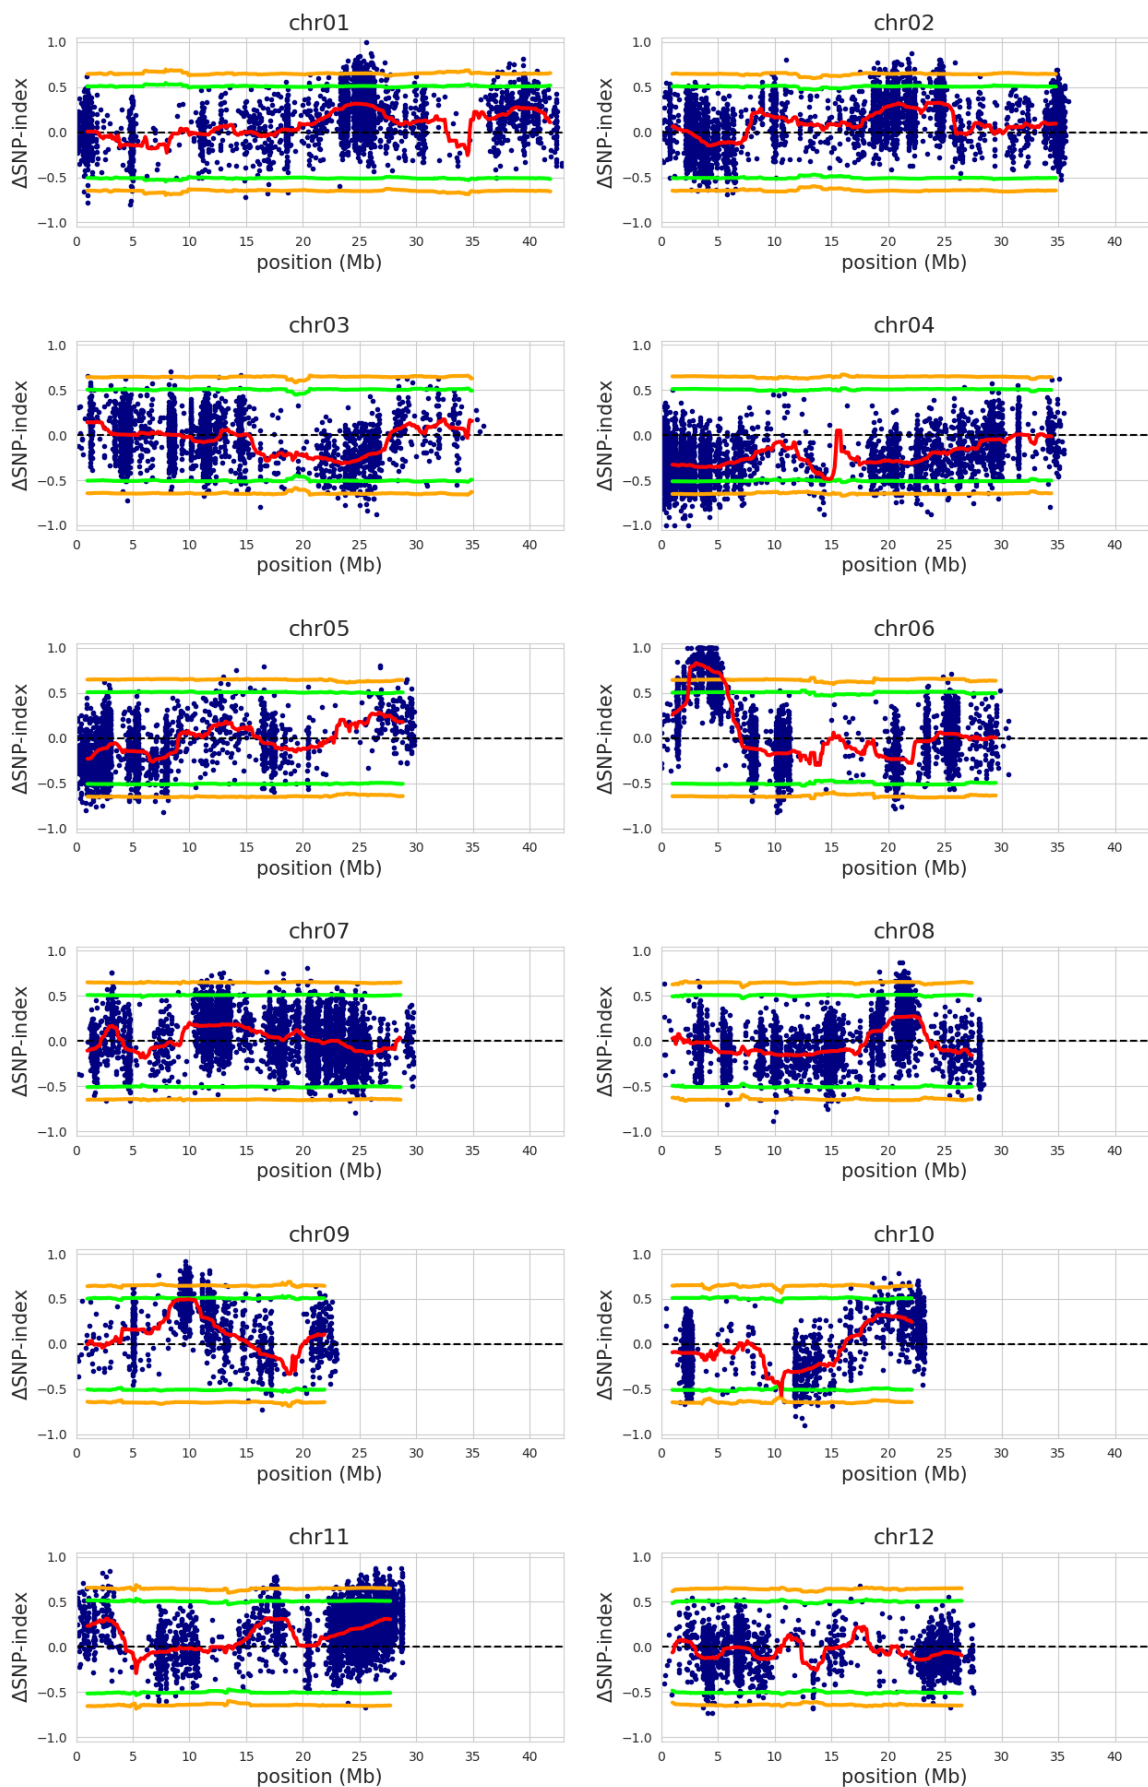 chr01 chr02
1.0 1.0
0.5 0.5
0.0 0.0
−0.5 −0.5
−1.0 −1.0
ΔSNP-index ΔSNP-index
0 5 10 15 20 25 30 35 40 0 5 10 15 20 25 30 35 40
position (Mb) position (Mb)
chr03 chr04
1.0 1.0
0.5 0.5
0.0 0.0
−0.5 −0.5
−1.0 −1.0
ΔSNP-index ΔSNP-index
0 5 10 15 20 25 30 35 40 0 5 10 15 20 25 30 35 40
position (Mb) position (Mb)
chr05 chr06
1.0 1.0
0.5 0.5
0.0 0.0
−0.5 −0.5
−1.0 −1.0
ΔSNP-index ΔSNP-index
0 5 10 15 20 25 30 35 40 0 5 10 15 20 25 30 35 40
position (Mb) position (Mb)
chr07 chr08
1.0 1.0
0.5 0.5
0.0 0.0
−0.5 −0.5
−1.0 −1.0
ΔSNP-index ΔSNP-index
0 5 10 15 20 25 30 35 40 0 5 10 15 20 25 30 35 40
position (Mb) position (Mb)
chr09 chr10
1.0 1.0
0.5 0.5
0.0 0.0
−0.5 −0.5
−1.0 −1.0
ΔSNP-index ΔSNP-index
0 5 10 15 20 25 30 35 40 0 5 10 15 20 25 30 35 40
position (Mb) position (Mb)
chr11 chr12
1.0 1.0
0.5 0.5
0.0 0.0
−0.5 −0.5
−1.0 −1.0
ΔSNP-index ΔSNP-index
0 5 10 15 20 25 30 35 40 0 5 10 15 20 25 30 35 40
position (Mb) position (Mb)